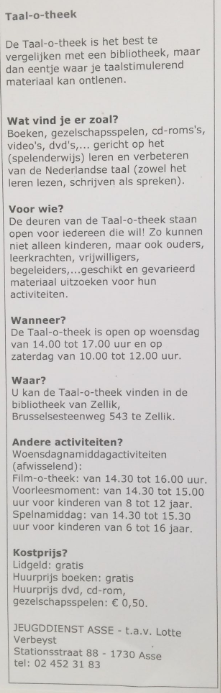 Taal-o-theek
De Taal-o-theek is het best te
vergelijken met een bibliotheek, maar
dan eentje waar je taalstimulerend
materiaal kan ontlenen.
Wat vind je er zoal?
Boeken, gezelschapsspelen, cd-roms's,
video's, dvd's,... gericht op het
(spelenderwijs) leren en verbeteren
van de Nederlandse taal (zowel het
leren lezen, schrijven als spreken).
Voor wie?
De deuren van de Taal-o-theek staan
open voor iedereen die wil! Zo kunnen
niet alleen kinderen, maar ook ouders,
leerkrachten, vrijwilligers,
begeleiders,...geschikt en gevarieerd
materiaal uitzoeken voor hun
activiteiten.
Wanneer?
De Taal-o-theek is open op woensdag
van 14.00 tot 17.00 uur en op
zaterdag van 10.00 tot 12.00 uur.
Waar?
U kan de Taal-o-theek vinden in de
bibliotheek van Zellik,
Brusselsesteenweg 543 te Zellik.
Andere activiteiten?
Woensdagnamiddagactiviteiten
(afwisselend):
Film-o-theek: van 14.30 tot 16.00 uur.
Voorleesmoment: van 14.30 tot 15.00
uur voor kinderen van 8 tot 12 jaar.
Spelnamiddag: van 14.30 tot 15.30
uur voor kinderen van 6 tot 16 jaar.
Kostprijs?
Lidgeld: gratis
Huurprijs boeken: gratis
Huurprijs dvd, cd-rom,
gezelschapsspelen: € 0,50.
JEUGDDIENST ASSE - t.a.v. Lotte
Verbeyst
Stationsstraat 88 - 1730 Asse
tel: 02 452 31 83